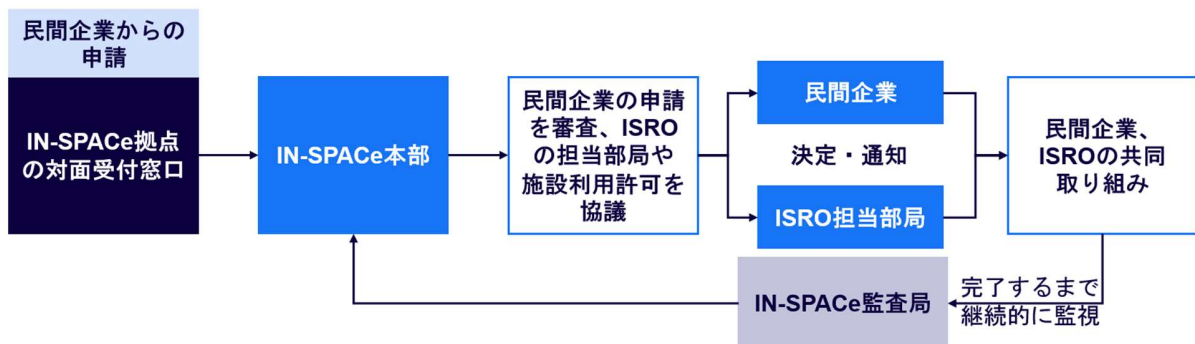 民間企業からの
申請
IN-SPACe拠点
の対面受付窓口
IN-SPACe本部
民間企業の申請
を審査、ISRO
の担当部局や
施設利用許可を
協議
民間企業
決定・通知
ISRO担当部局
民間企業、
ISROの共同
取り組み
IN-SPACe監査局
完了するまで
継続的に監視